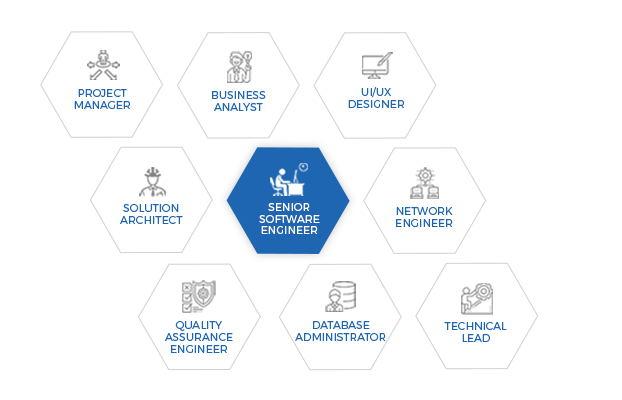 PROJECT
MANAGER
BUSINESS
ANALYST
UI/UX
DESIGNER
SOLUTION
ARCHITECT
SENIOR
SOFTWARE
ENGINEER
NETWORK
ENGINEER
QUALITY
ASSURANCE
ENGINEER
DATABASE
ADMINISTRATOR
TECHNICAL
LEAD